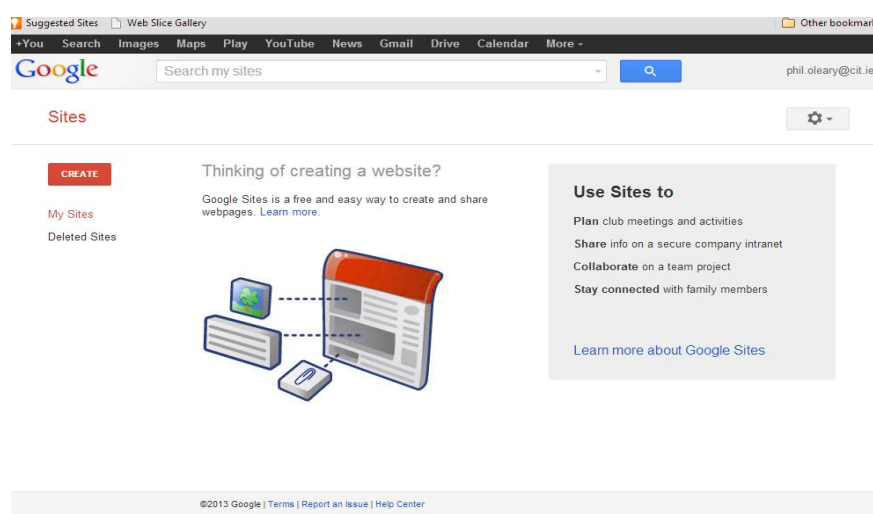 Suggested Sites Web Slice Gallery Other bookmark
+You Search Images Maps Play YouTube News Gmail Drive Calendar More
Google Search my sites phil.oleary@cit.ie
Sites
CREATE
My Sites
Deleted Sites
Thinking of creating a website?
Google Sites is a free and easy way to create and share
webpages. Learn more.
Use Sites to
Plan club meetings and activities
Share info on a secure company intranet
Collaborate on a team project
Stay connected with family members
Learn more about Google Sites
©2013 Google | Terms | Report an Issue | Help Center